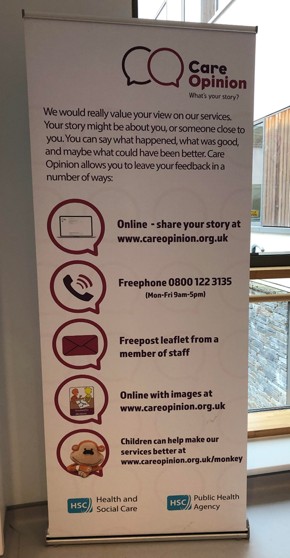 Care
Opinion
What's your story?
We would really value your view on our services.
Your story might be about you, or someone close to
you. You can say what happened, what was good,
and maybe what could have been better. Care
Opinion allows you to leave your feedback in a
number of ways:
Online - share your story at
www.careopinion.org.uk
Freephone 0800 122 3135
(Mon-Fri 9am-5pm)
Freepost leaflet from a
member of staff
Online with images at
www.careopinion.org.uk
Children can help make our
services better at
www.careopinion.org.uk/monkey
HSC Health and
Social Care
HSC Public Health
Agency